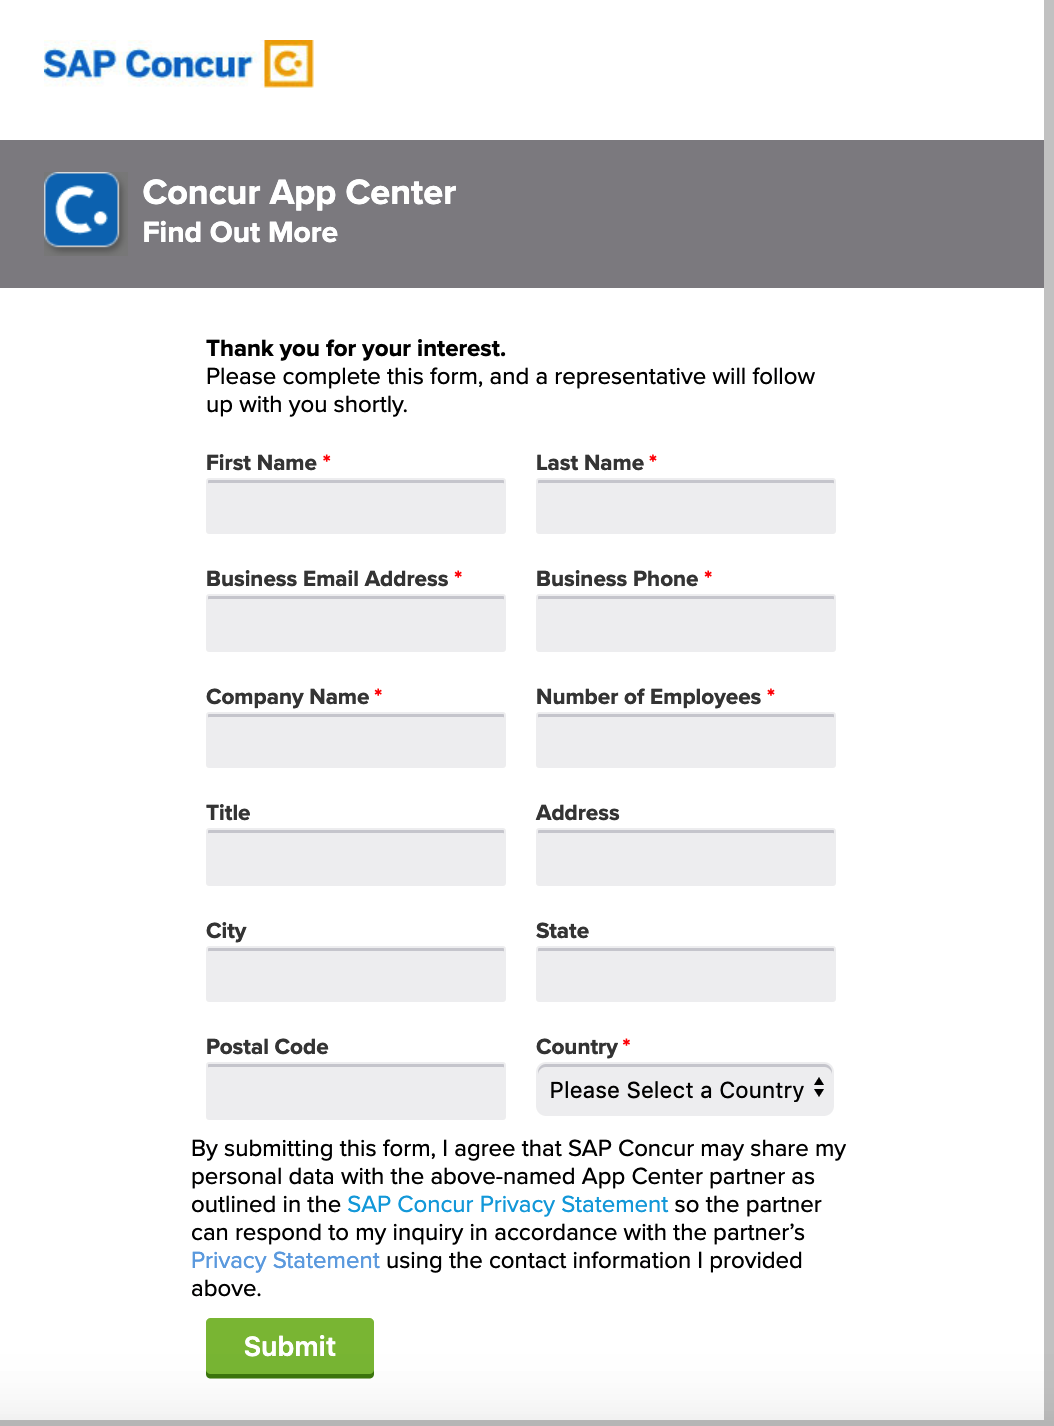 SAP Concur C.
C.
Concur App Center
Find Out More
Thank you for your interest.
Please complete this form, and a representative will follow
up with you shortly.
First Name *
Last Name *
Business Email Address *
Business Phone *
Company Name *
Number of Employees *
Title
Address
City
State
Postal Code
Country *
Please Select a Country
By submitting this form, I agree that SAP Concur may share my
personal data with the above-named App Center partner as
outlined in the SAP Concur Privacy Statement so the partner
can respond to my inquiry in accordance with the partner’s
Privacy Statement using the contact information I provided
above.
Submit